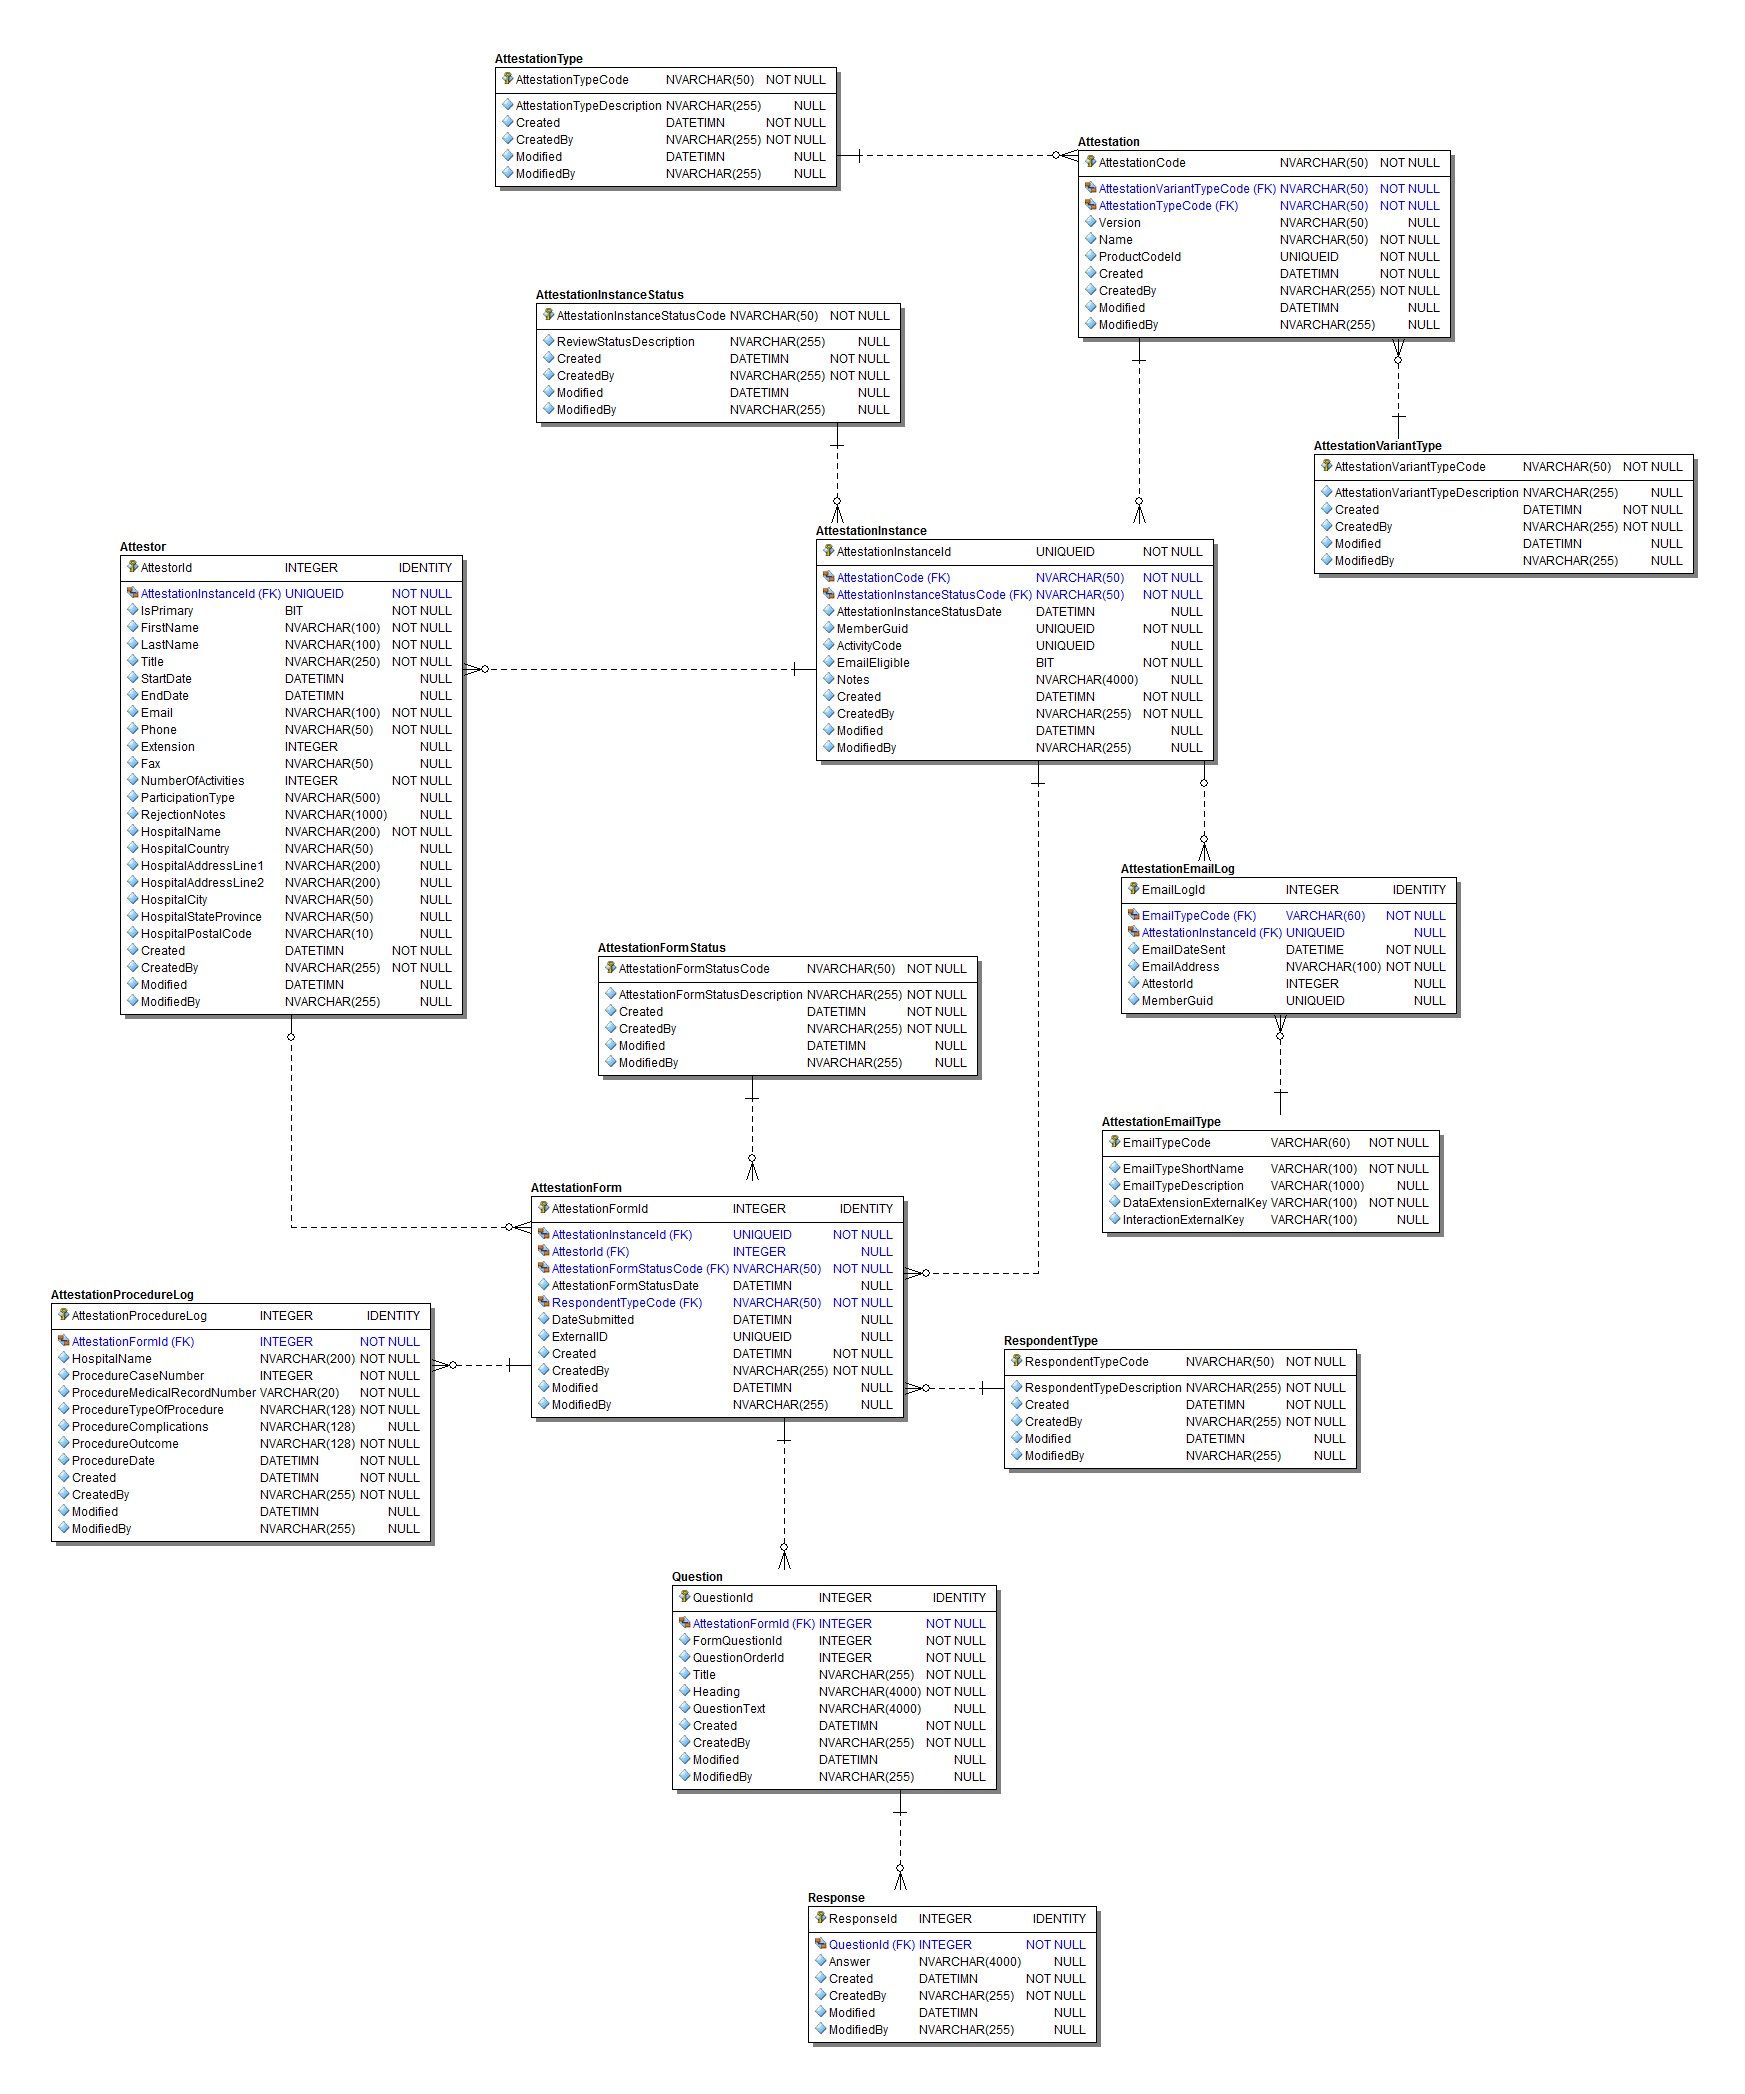 AttestationType
AttestationTypeCode NVARCHAR(50) NOT NULL
AttestationTypeDescription NVARCHAR(255) NULL
Created DATETIMN NOT NULL
CreatedBy NVARCHAR(255) NOT NULL
Modified DATETIMN NULL
ModifiedBy NVARCHAR(255) NULL
Attestation
AttestationCode NVARCHAR(50) NOT NULL
AttestationVariantTypeCode (FK) NVARCHAR(50) NOT NULL
AttestationTypeCode (FK) NVARCHAR(50) NOT NULL
Version NVARCHAR(50) NULL
Name NVARCHAR(50) NOT NULL
ProductCodeId UNIQUEID NOT NULL
Created DATETIMN NOT NULL
CreatedBy NVARCHAR(255) NOT NULL
Modified DATETIMN NULL
ModifiedBy NVARCHAR(255) NULL
AttestationInstanceStatus
AttestationInstanceStatusCode NVARCHAR(50) NOT NULL
ReviewStatusDescription NVARCHAR(255) NULL
Created DATETIMN NOT NULL
CreatedBy NVARCHAR(255) NOT NULL
Modified DATETIMN NULL
ModifiedBy NVARCHAR(255) NULL
AttestationVariantType
AttestationVariantTypeCode NVARCHAR(50) NOT NULL
AttestationVariantTypeDescription NVARCHAR(255) NULL
Created DATETIMN NOT NULL
CreatedBy NVARCHAR(255) NOT NULL
Modified DATETIMN NULL
ModifiedBy NVARCHAR(255) NULL
AttestationInstance
AttestationInstanceId UNIQUEID NOT NULL
AttestationCode (FK) NVARCHAR(50) NOT NULL
AttestationInstanceStatusCode (FK) NVARCHAR(50) NOT NULL
AttestationInstanceStatusDate DATETIMN NULL
MemberGuid UNIQUEID NOT NULL
ActivityCode UNIQUEID NULL
EmailEligible BIT NOT NULL
Notes NVARCHAR(4000) NULL
Created DATETIMN NOT NULL
CreatedBy NVARCHAR(255) NOT NULL
Modified DATETIMN NULL
ModifiedBy NVARCHAR(255) NULL
Attestor
AttestorId INTEGER IDENTITY
AttestationInstanceId (FK) UNIQUEID NOT NULL
IsPrimary BIT NOT NULL
FirstName NVARCHAR(100) NOT NULL
LastName NVARCHAR(100) NOT NULL
Title NVARCHAR(250) NOT NULL
StartDate DATETIMN NULL
EndDate DATETIMN NULL
Email NVARCHAR(100) NOT NULL
Phone NVARCHAR(50) NOT NULL
Extension INTEGER NULL
Fax NVARCHAR(50) NULL
NumberOfActivities INTEGER NOT NULL
ParticipationType NVARCHAR(500) NULL
RejectionNotes NVARCHAR(1000) NULL
HospitalName NVARCHAR(200) NOT NULL
HospitalCountry NVARCHAR(50) NULL
HospitalAddressLine1 NVARCHAR(200) NULL
HospitalAddressLine2 NVARCHAR(200) NULL
HospitalCity NVARCHAR(50) NULL
HospitalStateProvince NVARCHAR(50) NULL
HospitalPostalCode NVARCHAR(10) NULL
Created DATETIMN NOT NULL
CreatedBy NVARCHAR(255) NOT NULL
Modified DATETIMN NULL
ModifiedBy NVARCHAR(255) NULL
AttestationEmailLog
EmailLogId INTEGER IDENTITY
EmailTypeCode (FK) VARCHAR(60) NOT NULL
AttestationInstanceId (FK) UNIQUEID NULL
EmailDateSent DATETIME NOT NULL
EmailAddress NVARCHAR(100) NOT NULL
AttestorId INTEGER NULL
MemberGuid UNIQUEID NULL
AttestationFormStatus
AttestationFormStatusCode NVARCHAR(50) NOT NULL
AttestationFormStatusDescription NVARCHAR(255) NOT NULL
Created DATETIMN NOT NULL
CreatedBy NVARCHAR(255) NOT NULL
Modified DATETIMN NULL
ModifiedBy NVARCHAR(255) NULL
AttestationEmailType
EmailTypeCode VARCHAR(60) NOT NULL
EmailTypeShortName VARCHAR(100) NOT NULL
EmailTypeDescription VARCHAR(1000) NULL
DataExtensionExternalKey VARCHAR(100) NOT NULL
InteractionExternalKey VARCHAR(100) NULL
AttestationForm
AttestationFormId INTEGER IDENTITY
AttestationInstanceId (FK) UNIQUEID NOT NULL
AttestorId (FK) INTEGER NULL
AttestationFormStatusCode (FK) NVARCHAR(50) NOT NULL
AttestationFormStatusDate DATETIMN NULL
RespondentTypeCode (FK) NVARCHAR(50) NOT NULL
DateSubmitted DATETIMN NULL
ExternalID UNIQUEID NULL
Created DATETIMN NOT NULL
CreatedBy NVARCHAR(255) NOT NULL
Modified DATETIMN NULL
ModifiedBy NVARCHAR(255) NULL
AttestationProcedureLog
AttestationProcedureLog INTEGER IDENTITY
AttestationFormId (FK) INTEGER NOT NULL
HospitalName NVARCHAR(200) NOT NULL
ProcedureCaseNumber INTEGER NOT NULL
ProcedureMedicalRecordNumber VARCHAR(20) NOT NULL
ProcedureTypeOfProcedure NVARCHAR(128) NOT NULL
ProcedureComplications NVARCHAR(128) NULL
ProcedureOutcome NVARCHAR(128) NOT NULL
ProcedureDate DATETIMN NOT NULL
Created DATETIMN NOT NULL
CreatedBy NVARCHAR(255) NOT NULL
Modified DATETIMN NULL
ModifiedBy NVARCHAR(255) NULL
RespondentType
RespondentTypeCode NVARCHAR(50) NOT NULL
RespondentTypeDescription NVARCHAR(255) NOT NULL
Created DATETIMN NOT NULL
CreatedBy NVARCHAR(255) NOT NULL
Modified DATETIMN NULL
ModifiedBy NVARCHAR(255) NULL
Question
QuestionId INTEGER IDENTITY
AttestationFormId (FK) INTEGER NOT NULL
FormQuestionId INTEGER NOT NULL
QuestionOrderId INTEGER NOT NULL
Title NVARCHAR(255) NOT NULL
Heading NVARCHAR(4000) NOT NULL
QuestionText NVARCHAR(4000) NULL
Created DATETIMN NOT NULL
CreatedBy NVARCHAR(255) NOT NULL
Modified DATETIMN NULL
ModifiedBy NVARCHAR(255) NULL
Response
ResponseId INTEGER IDENTITY
QuestionId (FK) INTEGER NOT NULL
Answer NVARCHAR(4000) NULL
Created DATETIMN NOT NULL
CreatedBy NVARCHAR(255) NOT NULL
Modified DATETIMN NULL
ModifiedBy NVARCHAR(255) NULL